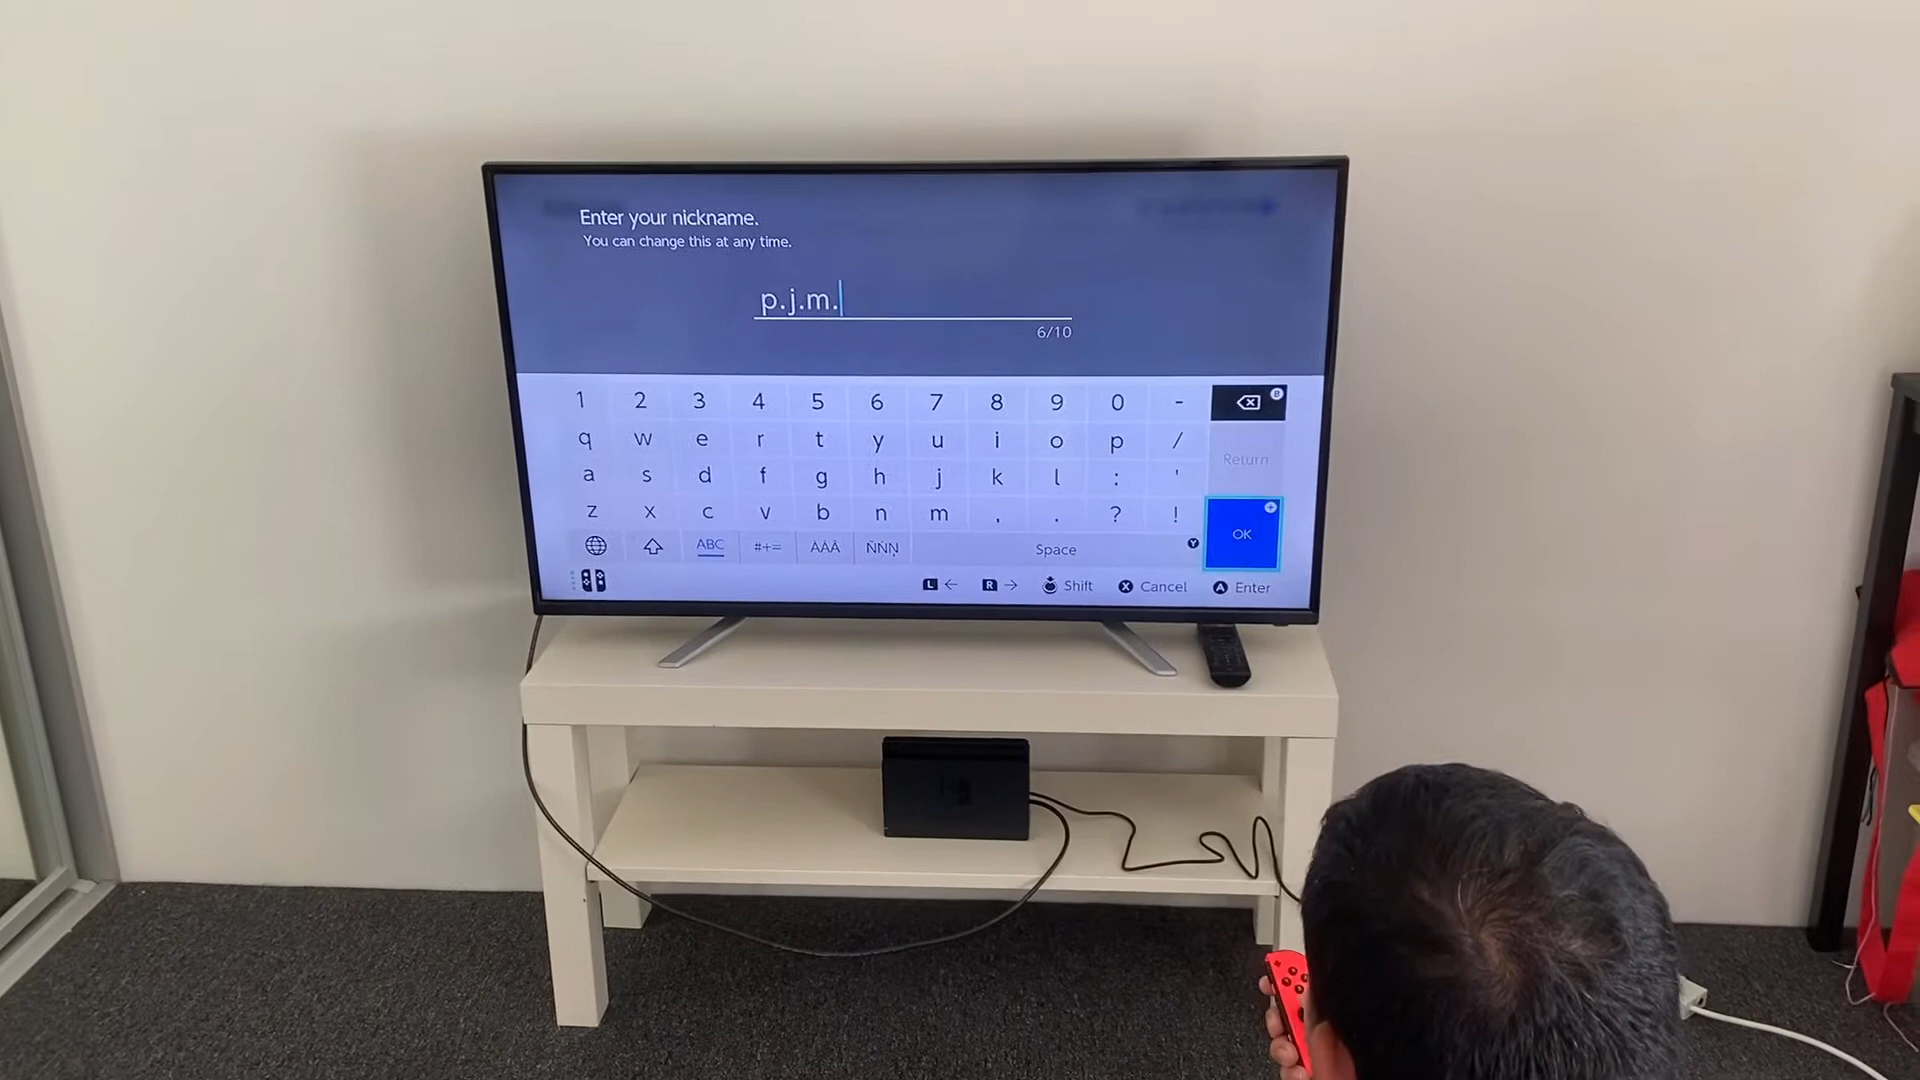 Enter your nickname.
You can change this at any time.
p.j.m.
6/10
1 2 3 4 5 6 7 8 9 0 -
q w e r t y u i o p /
Return
a s d f g h j k l : '
z x c v b n m , . ? !
OK
ABC #+= ÀÁÂ ÑŃŅ Space Y
L ← R → Shift X Cancel A Enter